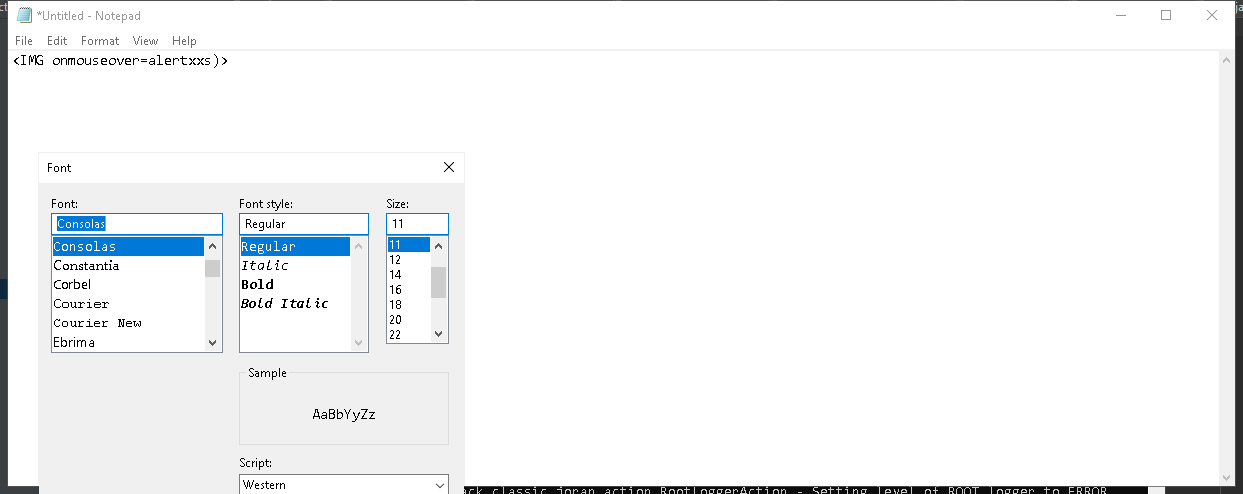 *Untitled - Notepad
File Edit Format View Help
<IMG onmouseover=alertxxs)>
Font
Font: Font style: Size:
Consolas Regular 11
Consolas Regular 11
Constantia Italic 12
Corbel Bold 14
Courier Bold Italic 16
Courier New 18
Ebrima 20
22
Sample
AaBbYyZz
Script:
Western
ack classic joran action RootLoggerAction - Setting level of ROOT logger to ERROR